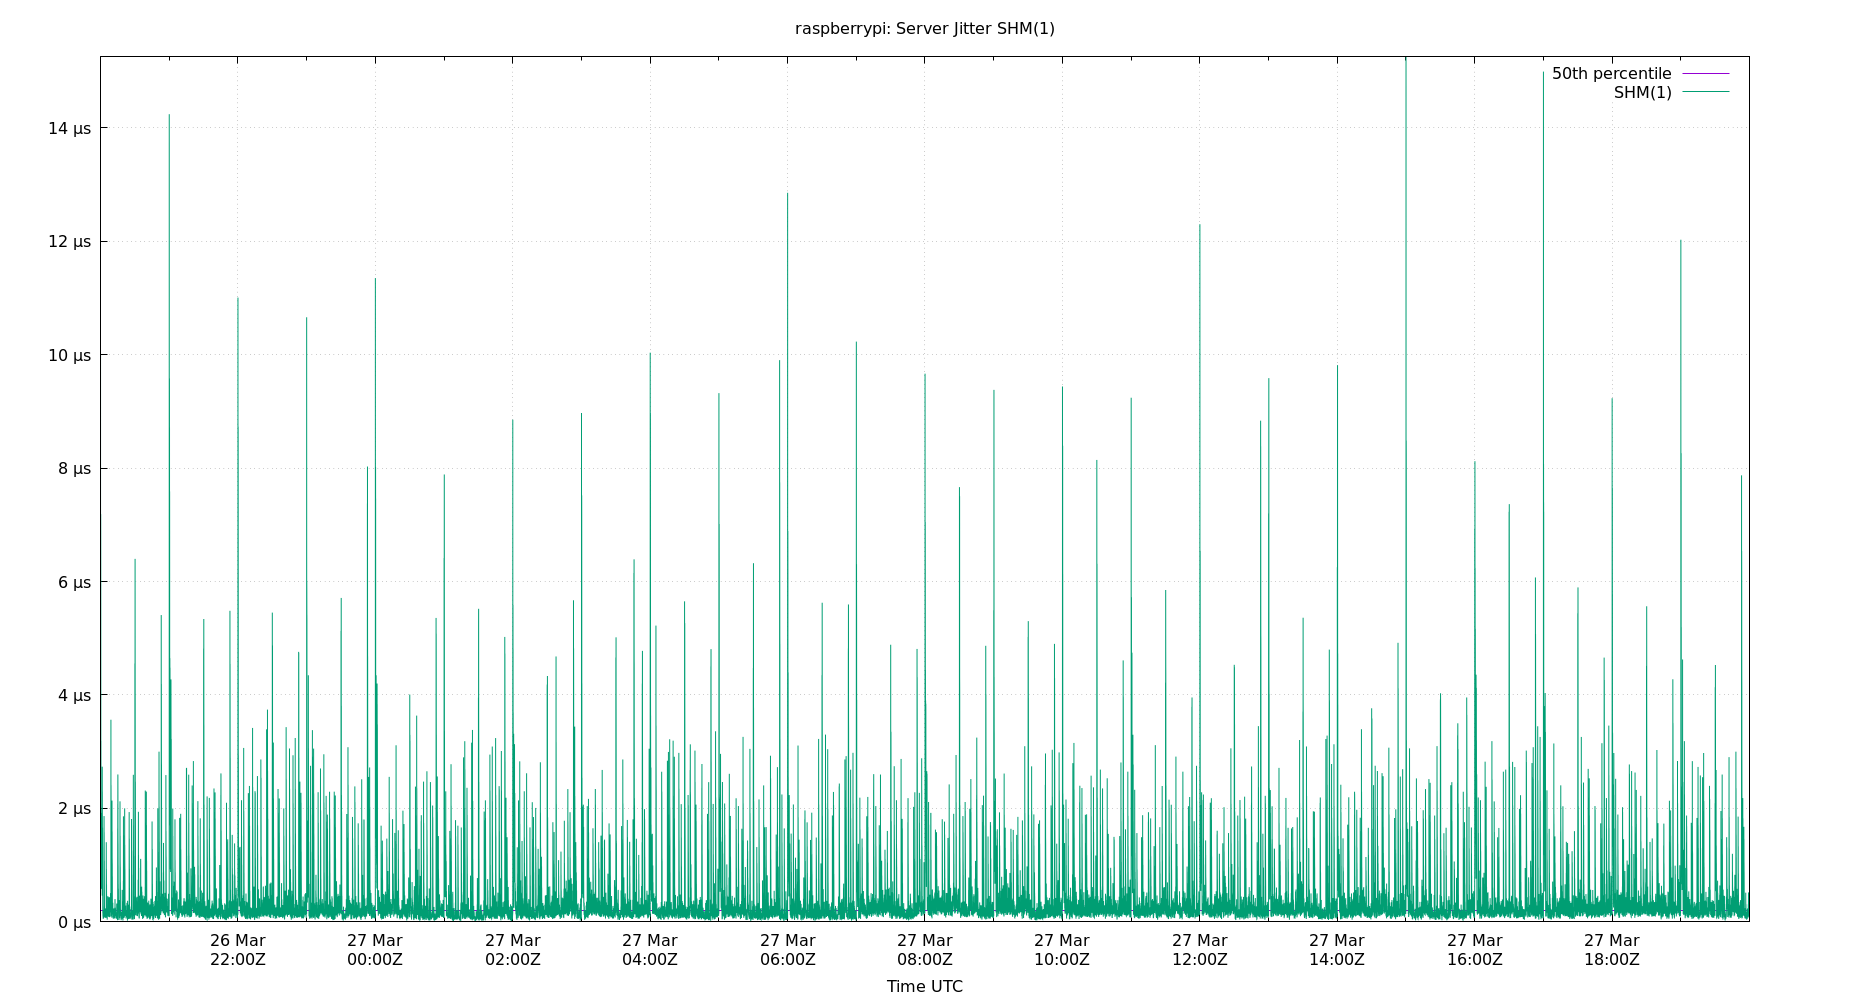 raspberrypi: Server Jitter SHM(1)
50th percentile
SHM(1)
14 µs
12 µs
10 µs
8 µs
6 µs
4 µs
2 µs
0 µs
26 Mar 27 Mar 27 Mar 27 Mar 27 Mar 27 Mar 27 Mar 27 Mar 27 Mar 27 Mar 27 Mar
22:00Z 00:00Z 02:00Z 04:00Z 06:00Z 08:00Z 10:00Z 12:00Z 14:00Z 16:00Z 18:00Z
Time UTC